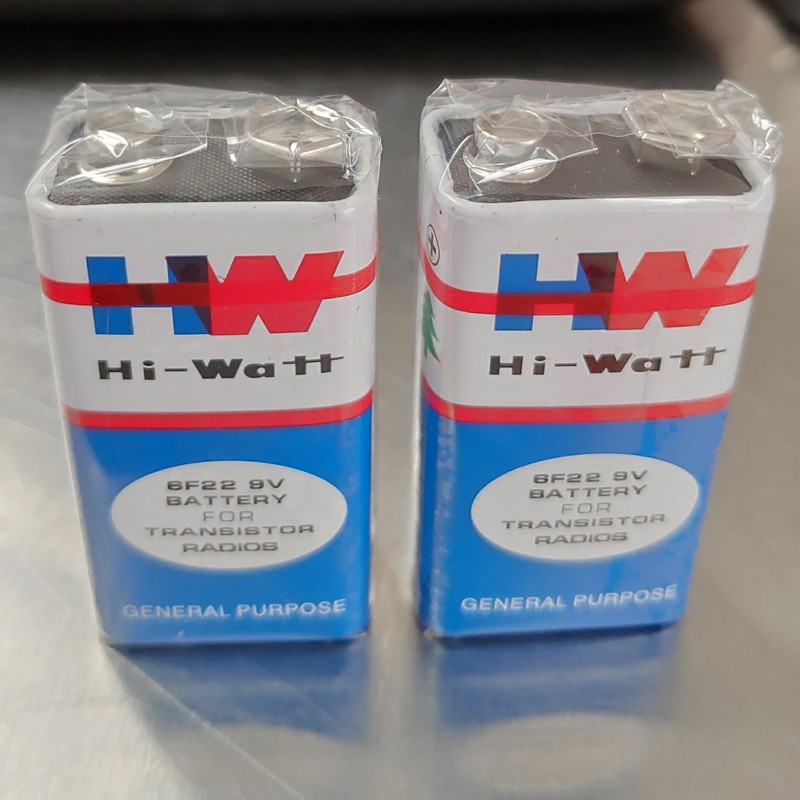 HW
Hi-Watt
6F22 9V
BATTERY
FOR
TRANSISTOR
RADIOS
GENERAL PURPOSE
HW
Hi-Watt
6F22 9V
BATTERY
FOR
TRANSISTOR
RADIOS
GENERAL PURPOSE